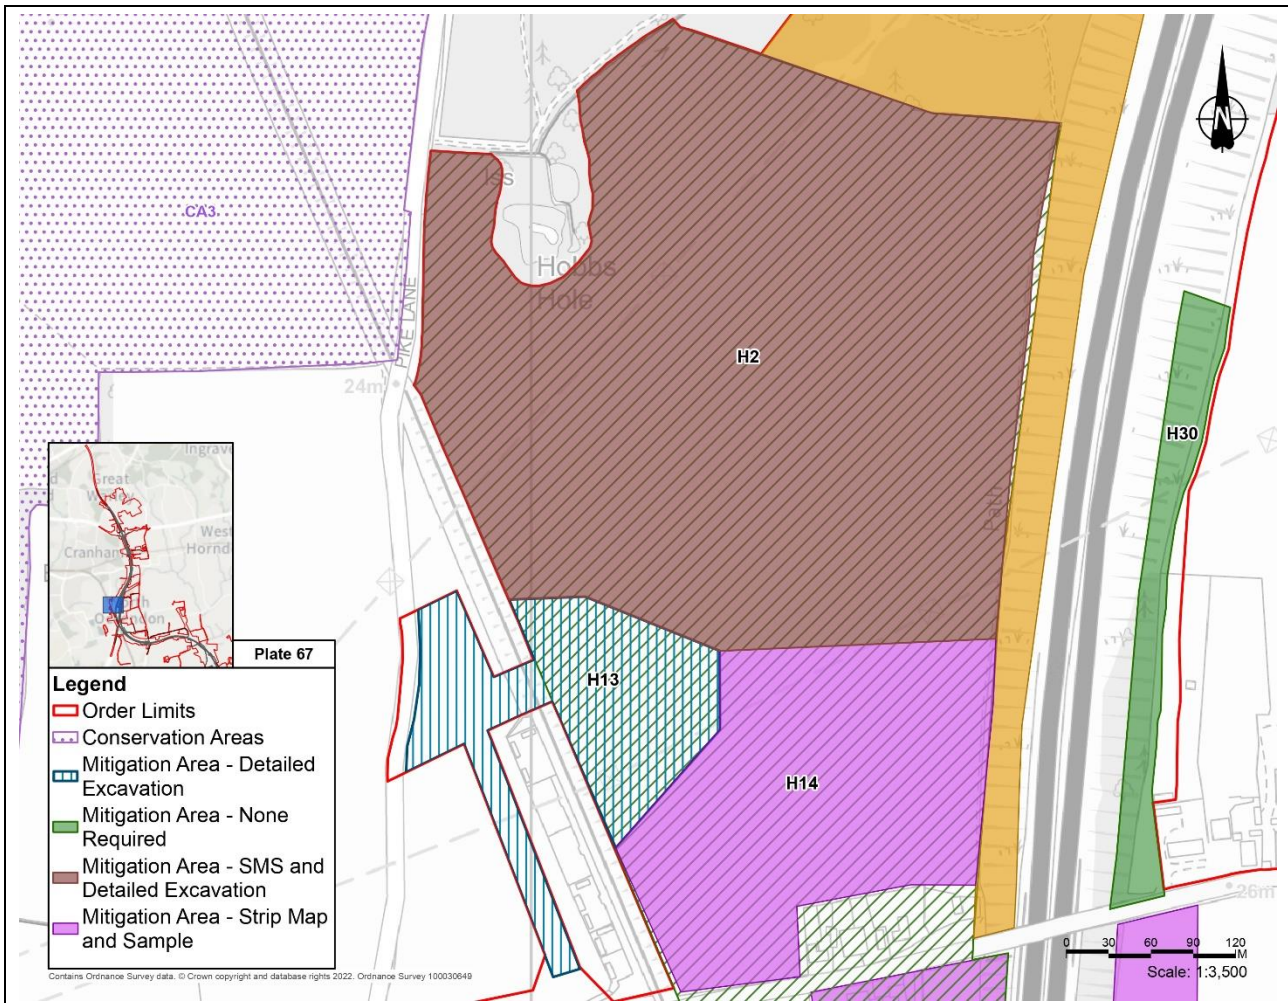 N
CA3
Iss
Hobbs
Hole
PIKE LANE
24m
H2
H30
H13
H14
26m
Ingrave
Great
Cranham
West
Horndon
Plate 67
Legend
Order Limits
Conservation Areas
Mitigation Area - Detailed
Excavation
Mitigation Area - None
Required
Mitigation Area - SMS and
Detailed Excavation
Mitigation Area - Strip Map
and Sample
0 30 60 90 120
M
Scale: 1:3,500
Contains Ordnance Survey data. © Crown copyright and database rights 2022. Ordnance Survey 100030649